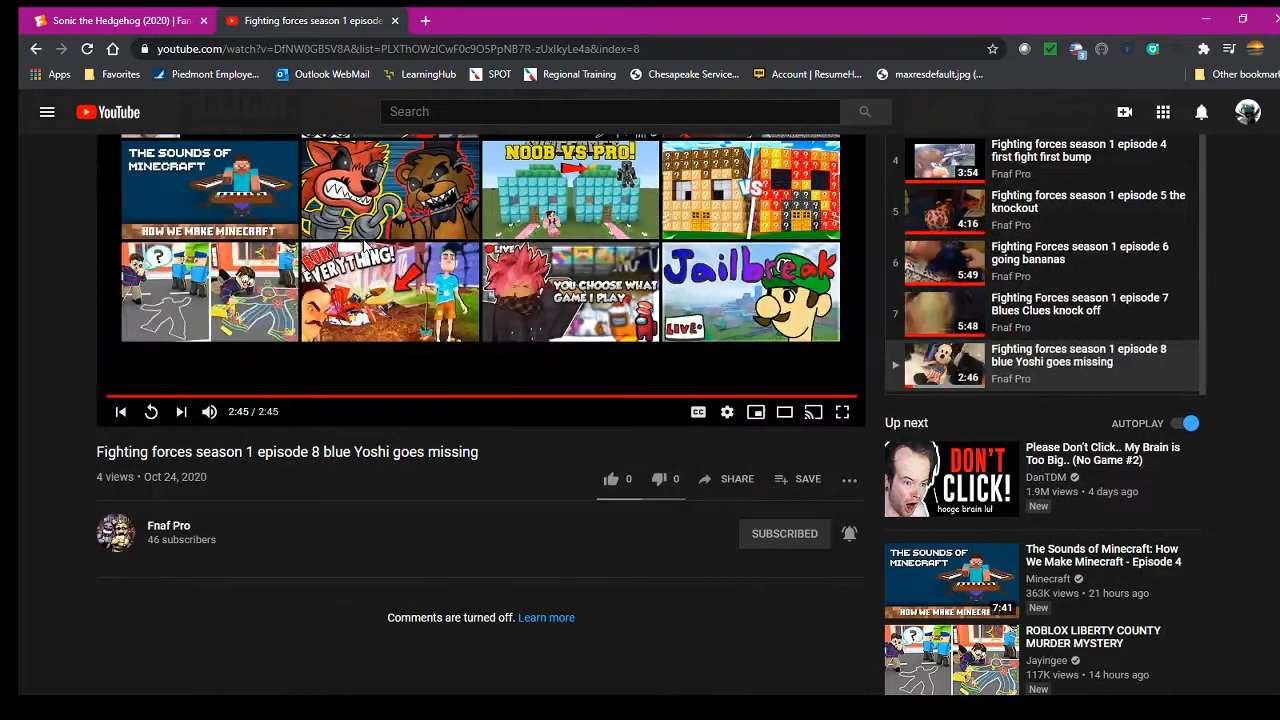 Sonic the Hedgehog (2020) | Fan
Fighting forces season 1 episode
youtube.com/watch?v=DfNW0GB5V8A&list=PLXThOWzlCwF0c9O5PpNB7R-zUxlkyLe4a&index=8
3
Apps
Favorites
Piedmont Employe...
Outlook WebMail
LearningHub
SPOT
Regional Training
Chesapeake Service...
Account | ResumeH...
maxresdefault.jpg (...
Other bookmark
YouTube
Search
THE SOUNDS OF
MINECRAFT
HOW WE MAKE MINECRAFT
NOOB VS PRO!
VS
BURY
EVERYTHING!
LIVE
YOU CHOOSE WHAT
GAME I PLAY
Jailbreak
LIVE
2:45 / 2:45
CC
Fighting forces season 1 episode 8 blue Yoshi goes missing
4 views • Oct 24, 2020
0
0
SHARE
SAVE
Fnaf Pro
46 subscribers
SUBSCRIBED
Comments are turned off. Learn more
4
3:54
Fighting forces season 1 episode 4
first fight first bump
Fnaf Pro
5
4:16
Fighting forces season 1 episode 5 the
knockout
Fnaf Pro
6
5:49
Fighting Forces season 1 episode 6
going bananas
Fnaf Pro
7
5:48
Fighting Forces season 1 episode 7
Blues Clues knock off
Fnaf Pro
2:46
Fighting forces season 1 episode 8
blue Yoshi goes missing
Fnaf Pro
Up next
AUTOPLAY
DON'T
CLICK!
hooge brain lul
Please Don't Click.. My Brain is
Too Big.. (No Game #2)
DanTDM
1.9M views • 4 days ago
New
THE SOUNDS OF
MINECRAFT
HOW WE MAKE MINECRA
7:41
The Sounds of Minecraft: How
We Make Minecraft - Episode 4
Minecraft
363K views • 21 hours ago
New
ROBLOX LIBERTY COUNTY
MURDER MYSTERY
Jayingee
117K views • 14 hours ago
New